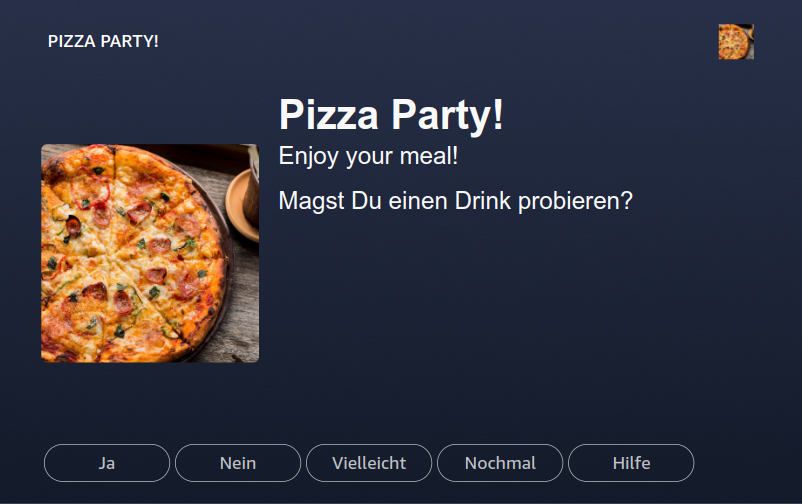 PIZZA PARTY!
Pizza Party!
Enjoy your meal!
Magst Du einen Drink probieren?
Ja
Nein
Vielleicht
Nochmal
Hilfe